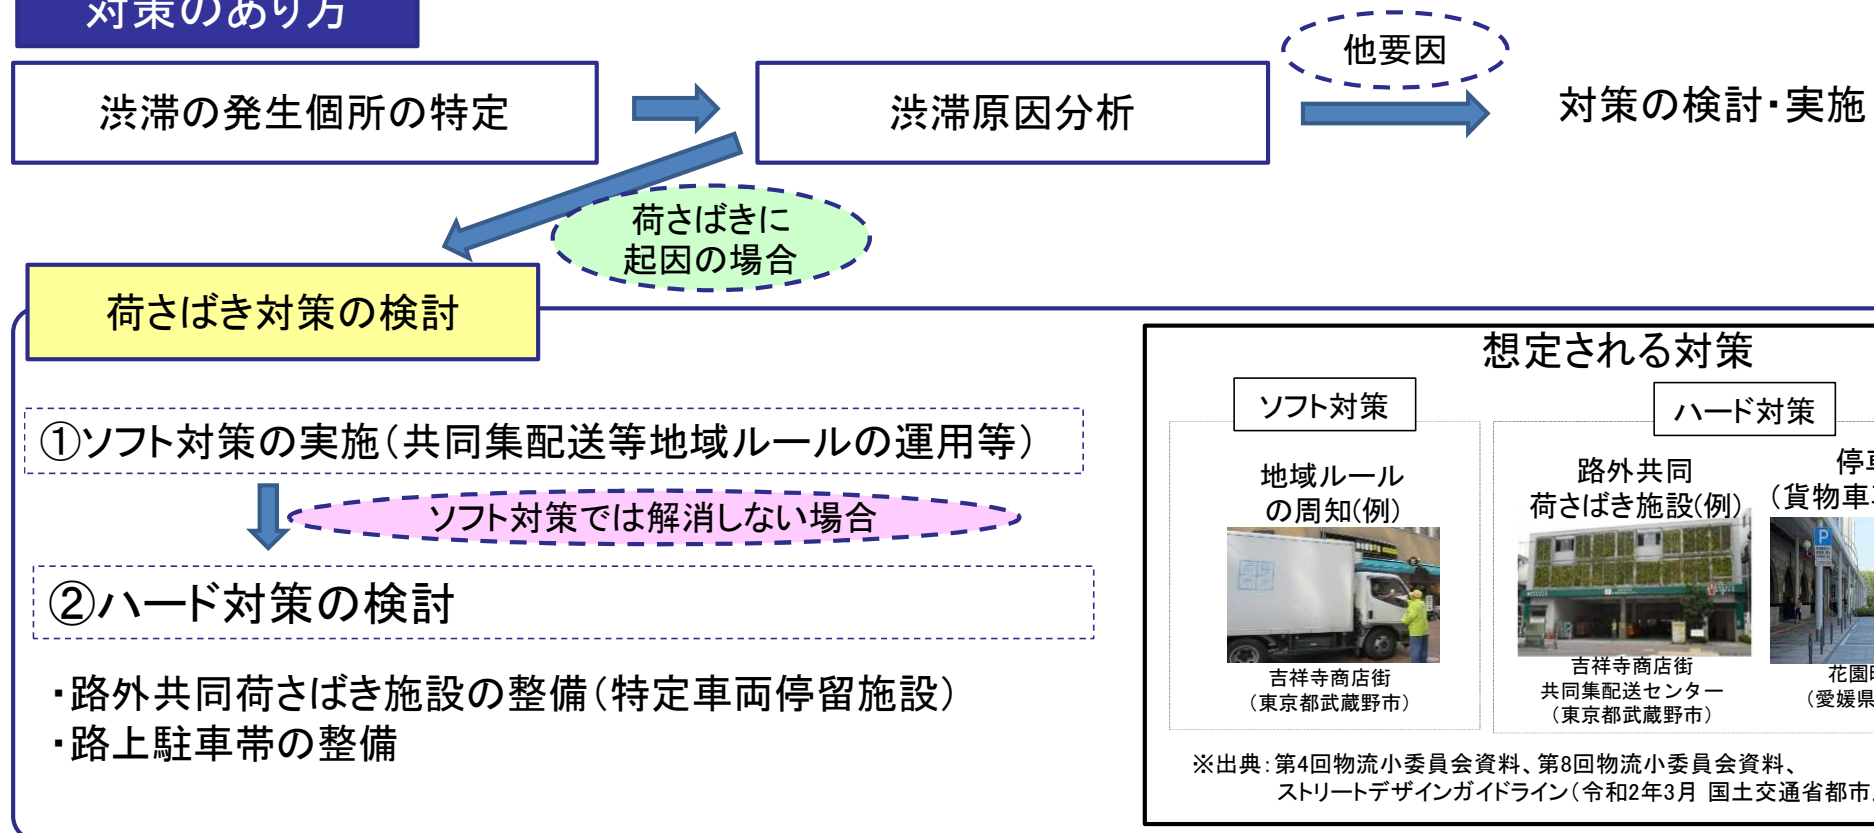 対策のあり方
渋滞の発生個所の特定
渋滞原因分析
他要因
対策の検討・実施
荷さばきに
起因の場合
荷さばき対策の検討
①ソフト対策の実施（共同集配送等地域ルールの運用等）
ソフト対策では解消しない場合
②ハード対策の検討
・路外共同荷さばき施設の整備（特定車両停留施設）
・路上駐車帯の整備
想定される対策
ソフト対策
地域ルール
の周知(例)
吉祥寺商店街
（東京都武蔵野市）
ハード対策
路外共同
荷さばき施設(例)
吉祥寺商店街
共同集配送センター
（東京都武蔵野市）
停
（貨物車
P
花園
（愛媛県
※出典：第4回物流小委員会資料、第8回物流小委員会資料、
ストリートデザインガイドライン（令和2年3月 国土交通省都市